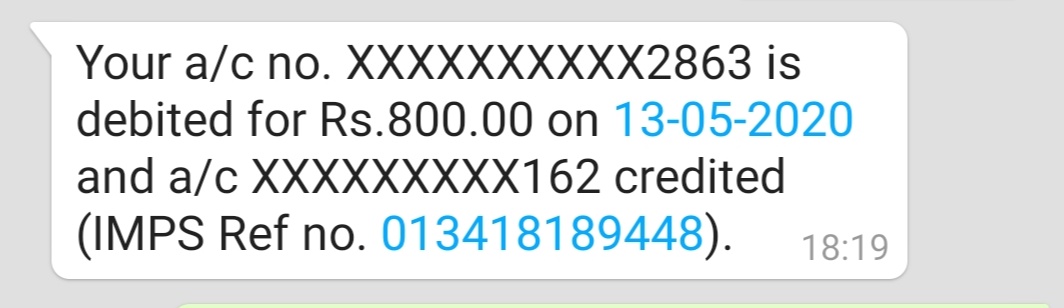 Your a/c no. XXXXXXXXXX2863 is
debited for Rs.800.00 on 13-05-2020
and a/c XXXXXXXXX162 credited
(IMPS Ref no. 013418189448).
18:19